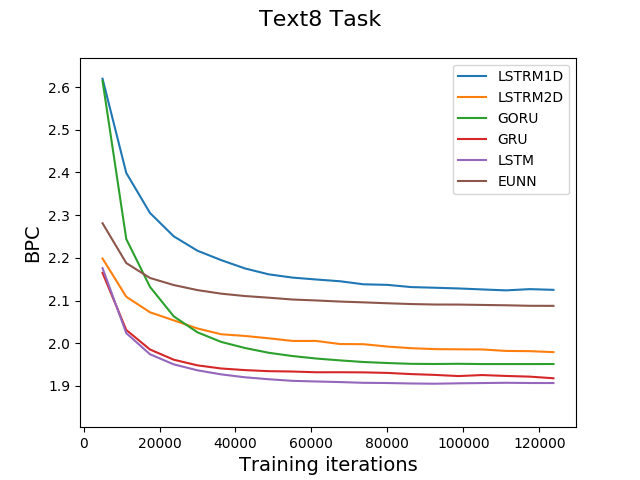 Text8 Task
BPC
2.6
2.5
2.4
2.3
2.2
2.1
2.0
1.9
LSTRM1D
LSTRM2D
GORU
GRU
LSTM
EUNN
0 20000 40000 60000 80000 100000 120000
Training iterations